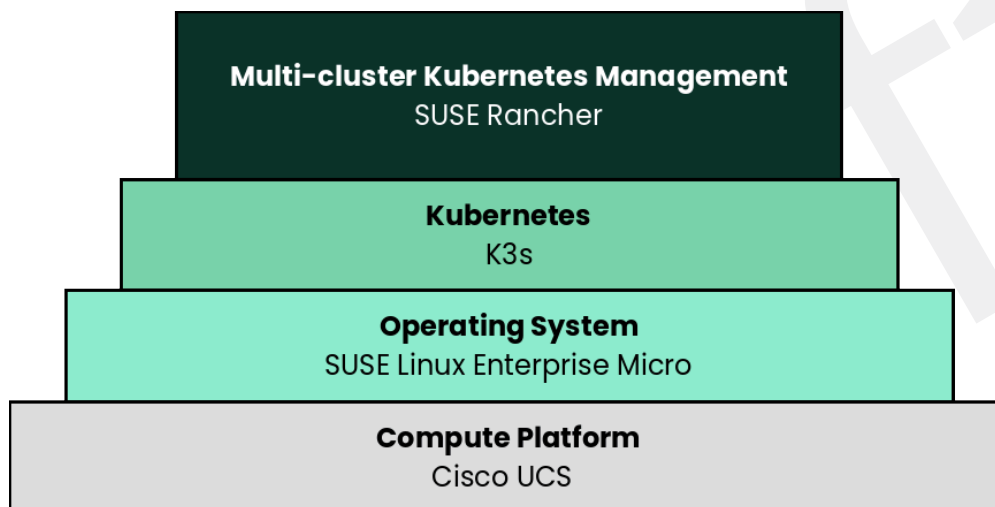 Multi-cluster Kubernetes Management
SUSE Rancher
Kubernetes
K3s
Operating System
SUSE Linux Enterprise Micro
Compute Platform
Cisco UCS